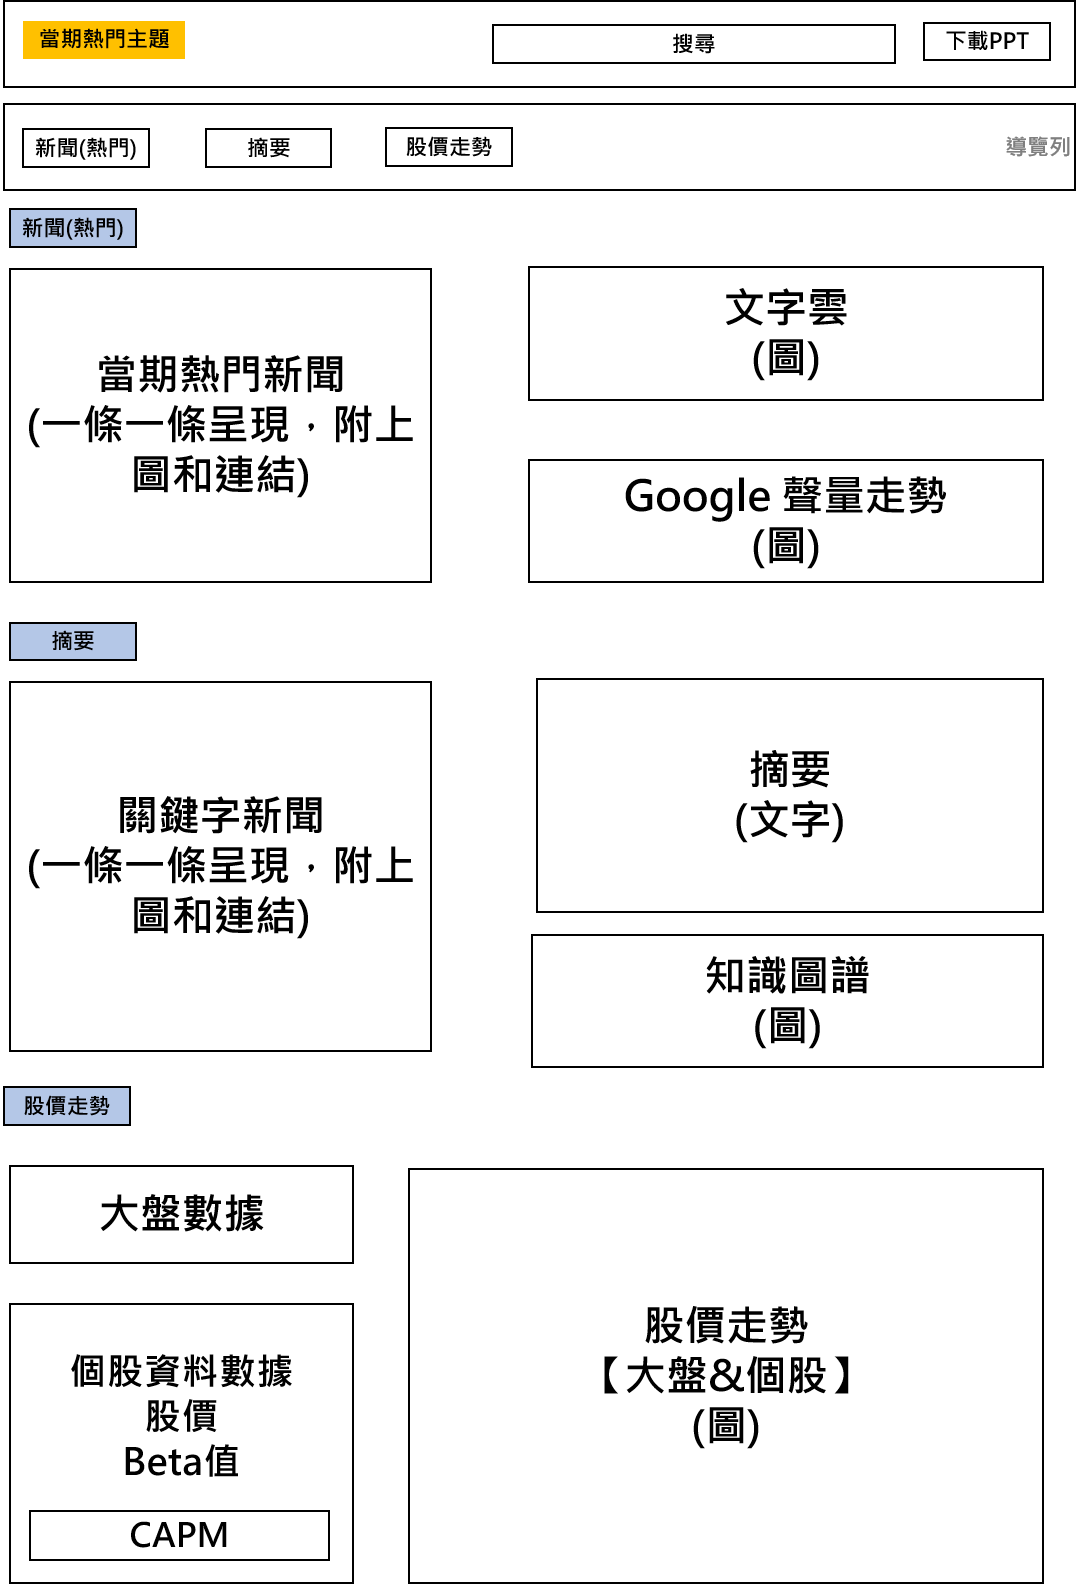 當期熱門主題
搜尋
下載PPT
新聞(熱門)
摘要
股價走勢
導覽列
新聞(熱門)
當期熱門新聞
(一條一條呈現，附上
圖和連結)
文字雲
(圖)
Google 聲量走勢
(圖)
摘要
關鍵字新聞
(一條一條呈現，附上
圖和連結)
摘要
(文字)
知識圖譜
(圖)
股價走勢
大盤數據
個股資料數據
股價
Beta值
CAPM
股價走勢
【大盤&個股】
(圖)